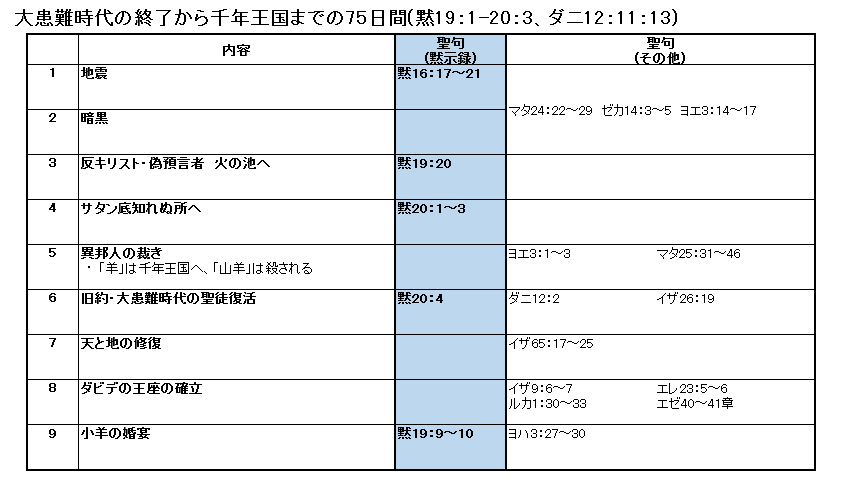 大患難時代の終了から千年王国までの75日間(黙19:1-20:3、ダニ12:11:13)
内容 聖句 聖句
(黙示録) (その他)
1 地震 黙16:17～21
マタ24:22～29 ゼカ14:3～5 ヨエ3:14～17
2 暗黒
3 反キリスト・偽預言者 火の池へ 黙19:20
4 サタン底知れぬ所へ 黙20:1～3
5 異邦人の裁き ヨエ3:1～3 マタ25:31～46
・「羊」は千年王国へ、「山羊」は殺される
6 旧約・大患難時代の聖徒復活 黙20:4 ダニ12:2 イザ26:19
7 天と地の修復 イザ65:17～25
8 ダビデの王座の確立 イザ9:6～7 エレ23:5～6
ルカ1:30～33 エゼ40～41章
9 小羊の婚宴 黙19:9～10 ヨハ3:27～30